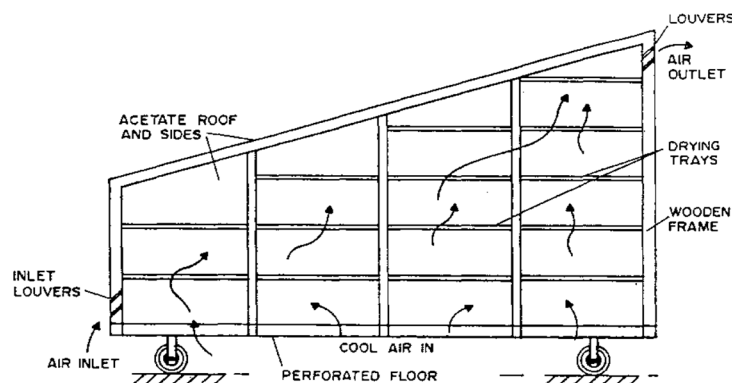 LOUVERS
AIR
OUTLET
ACETATE ROOF
AND SIDES
DRYING
TRAYS
WOODEN
FRAME
INLET
LOUVERS
AIR INLET
COOL AIR IN
PERFORATED FLOOR